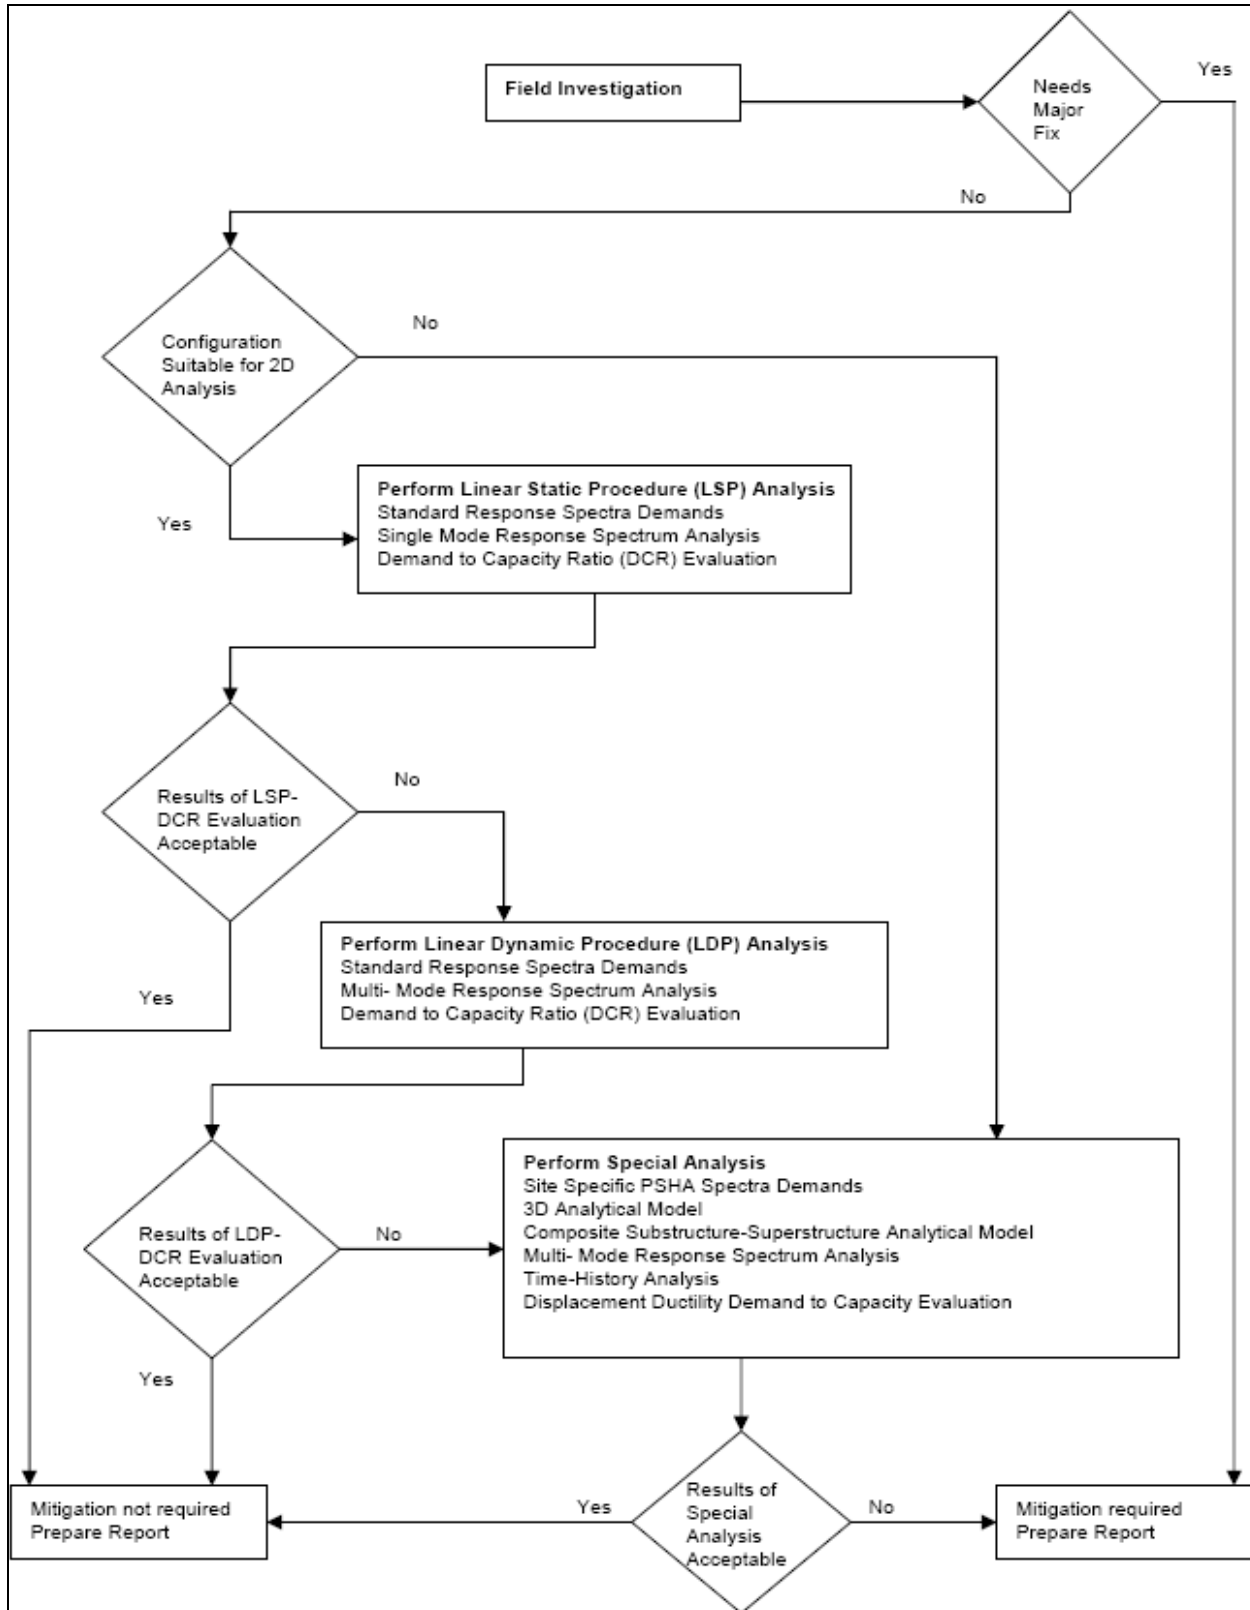 Field Investigation
Needs
Major
Fix
Yes
No
Configuration
Suitable for 2D
Analysis
No
Yes
Perform Linear Static Procedure (LSP) Analysis
Standard Response Spectra Demands
Single Mode Response Spectrum Analysis
Demand to Capacity Ratio (DCR) Evaluation
Results of LSP-
DCR Evaluation
Acceptable
No
Yes
Perform Linear Dynamic Procedure (LDP) Analysis
Standard Response Spectra Demands
Multi- Mode Response Spectrum Analysis
Demand to Capacity Ratio (DCR) Evaluation
Results of LDP-
DCR Evaluation
Acceptable
No
Yes
Perform Special Analysis
Site Specific PSHA Spectra Demands
3D Analytical Model
Composite Substructure-Superstructure Analytical Model
Multi- Mode Response Spectrum Analysis
Time-History Analysis
Displacement Ductility Demand to Capacity Evaluation
Mitigation not required
Prepare Report
Yes
Results of
Special
Analysis
Acceptable
No
Mitigation required
Prepare Report